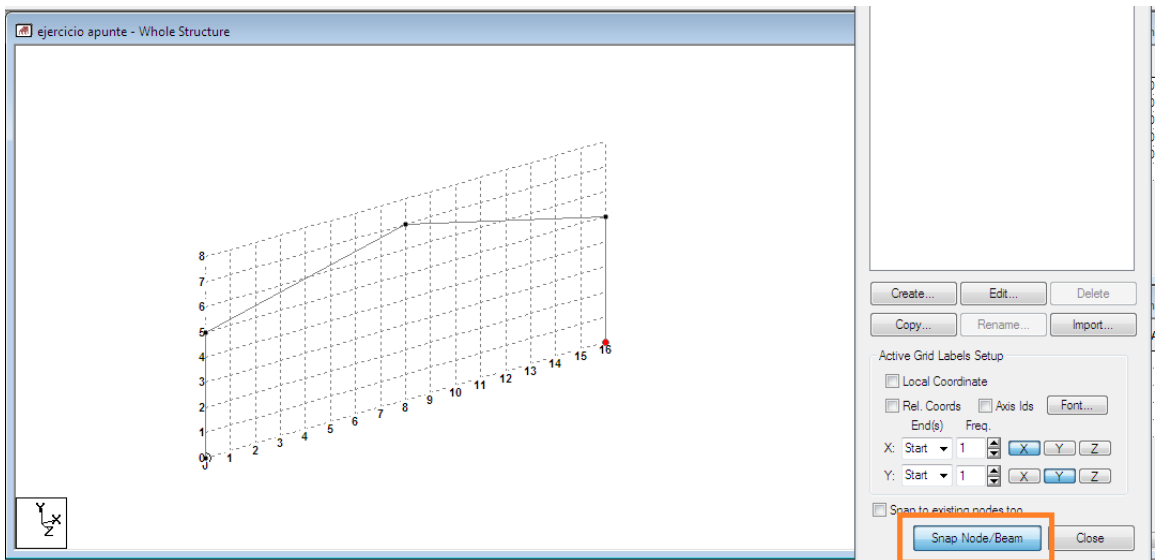 ejercicio apunte - Whole Structure
8
7
6
5
4
3
2
1
0
1 2 3 4 5 6 7 8 9 10 11 12 13 14 15 16
Y
X
Z
Create... Edit... Delete
Copy... Rename... Import...
Active Grid Labels Setup
Local Coordinate
Rel. Coords Axis Ids Font...
End(s) Freq.
X: Start 1 X Y Z
Y: Start 1 X Y Z
Snap to existing nodes too
Snap Node/Beam Close